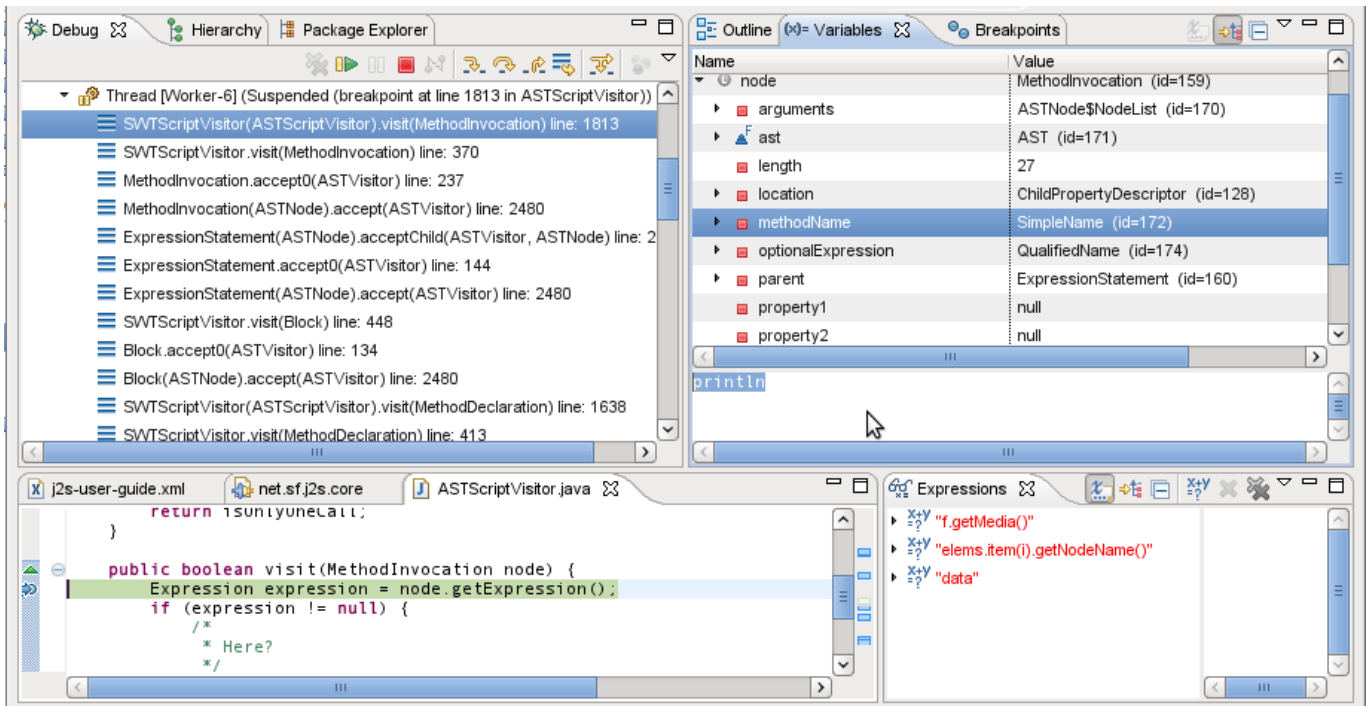 Debug
Hierarchy
Package Explorer
Thread [Worker-6] (Suspended (breakpoint at line 1813 in ASTScriptVisitor))
SWTScriptVisitor(ASTScriptVisitor).visit(MethodInvocation) line: 1813
SWTScriptVisitor.visit(MethodInvocation) line: 370
MethodInvocation.accept0(ASTVisitor) line: 237
MethodInvocation(ASTNode).accept(ASTVisitor) line: 2480
ExpressionStatement(ASTNode).acceptChild(ASTVisitor, ASTNode) line: 2
ExpressionStatement.accept0(ASTVisitor) line: 144
ExpressionStatement(ASTNode).accept(ASTVisitor) line: 2480
SWTScriptVisitor.visit(Block) line: 448
Block.accept0(ASTVisitor) line: 134
Block(ASTNode).accept(ASTVisitor) line: 2480
SWTScriptVisitor(ASTScriptVisitor).visit(MethodDeclaration) line: 1638
SWTScriptVisitor.visit(MethodDeclaration) line: 413
Outline (x)= Variables Breakpoints
Name Value
node MethodInvocation (id=159)
arguments ASTNode$NodeList (id=170)
F ast AST (id=171)
length 27
location ChildPropertyDescriptor (id=128)
methodName SimpleName (id=172)
optionalExpression QualifiedName (id=174)
parent ExpressionStatement (id=160)
property1 null
property2 null
println
j2s-user-guide.xml net.sf.j2s.core ASTScriptVisitor.java
return isOnlyOneCall;
}
public boolean visit(MethodInvocation node) {
Expression expression = node.getExpression();
if (expression != null) {
/*
* Here?
*/
Expressions
"f.getMedia()"
"elems.item(i).getNodeName()"
"data"